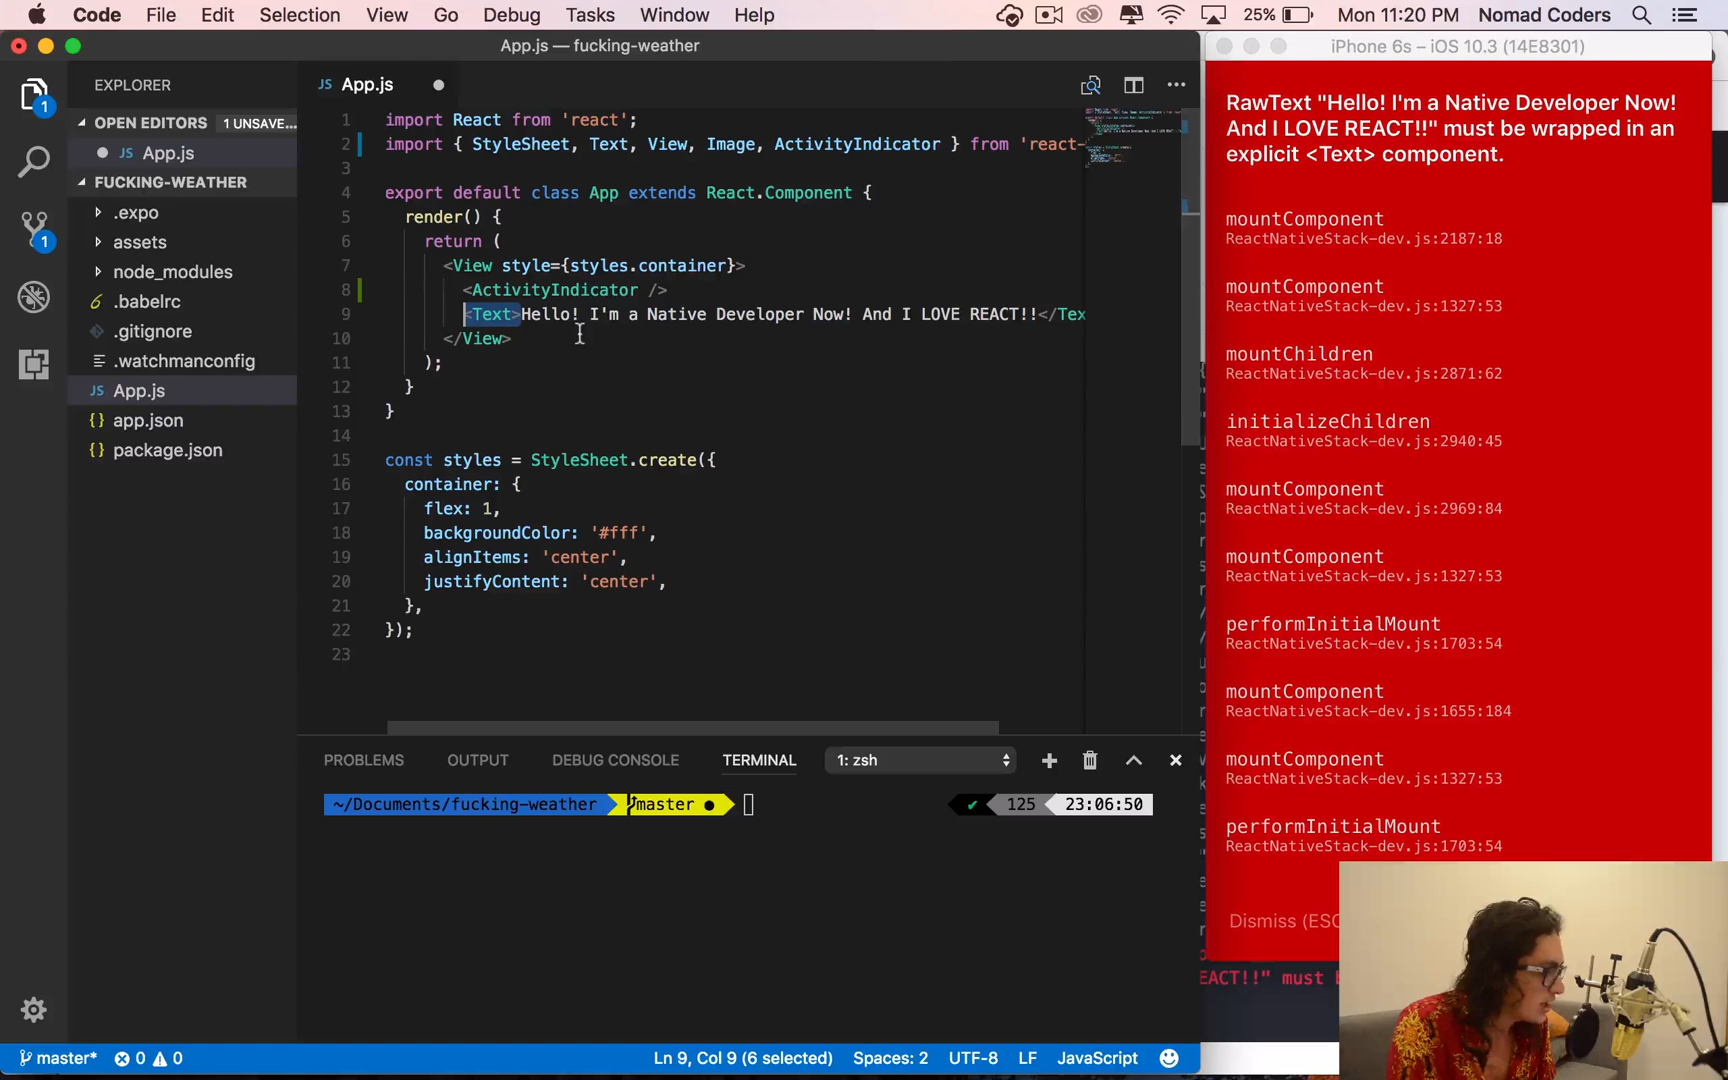 Code File Edit Selection View Go Debug Tasks Window Help 25% Mon 11:20 PM Nomad Coders
App.js — fucking-weather
iPhone 6s – iOS 10.3 (14E8301)
EXPLORER
OPEN EDITORS 1 UNSAVE...
JS App.js
FUCKING-WEATHER
.expo
assets
node_modules
.babelrc
.gitignore
.watchmanconfig
JS App.js
{ } app.json
{ } package.json
1
1
JS App.js
1 import React from 'react';
2 import { StyleSheet, Text, View, Image, ActivityIndicator } from 'react-
3
4 export default class App extends React.Component {
5 render() {
6 return (
7 <View style={styles.container}>
8 <ActivityIndicator />
9 <Text>Hello! I'm a Native Developer Now! And I LOVE REACT!!</Tex
10 </View>
11 );
12 }
13 }
14
15 const styles = StyleSheet.create({
16 container: {
17 flex: 1,
18 backgroundColor: '#fff',
19 alignItems: 'center',
20 justifyContent: 'center',
21 },
22 });
23
PROBLEMS OUTPUT DEBUG CONSOLE TERMINAL 1: zsh
~/Documents/fucking-weather master ● ✔ 125 23:06:50
master* 0 0 Ln 9, Col 9 (6 selected) Spaces: 2 UTF-8 LF JavaScript
RawText "Hello! I'm a Native Developer Now!
And I LOVE REACT!!" must be wrapped in an
explicit <Text> component.
mountComponent
ReactNativeStack-dev.js:2187:18
mountComponent
ReactNativeStack-dev.js:1327:53
mountChildren
ReactNativeStack-dev.js:2871:62
initializeChildren
ReactNativeStack-dev.js:2940:45
mountComponent
ReactNativeStack-dev.js:2969:84
mountComponent
ReactNativeStack-dev.js:1327:53
performInitialMount
ReactNativeStack-dev.js:1703:54
mountComponent
ReactNativeStack-dev.js:1655:184
mountComponent
ReactNativeStack-dev.js:1327:53
performInitialMount
ReactNativeStack-dev.js:1703:54
Dismiss (ESC
EACT!!" must b